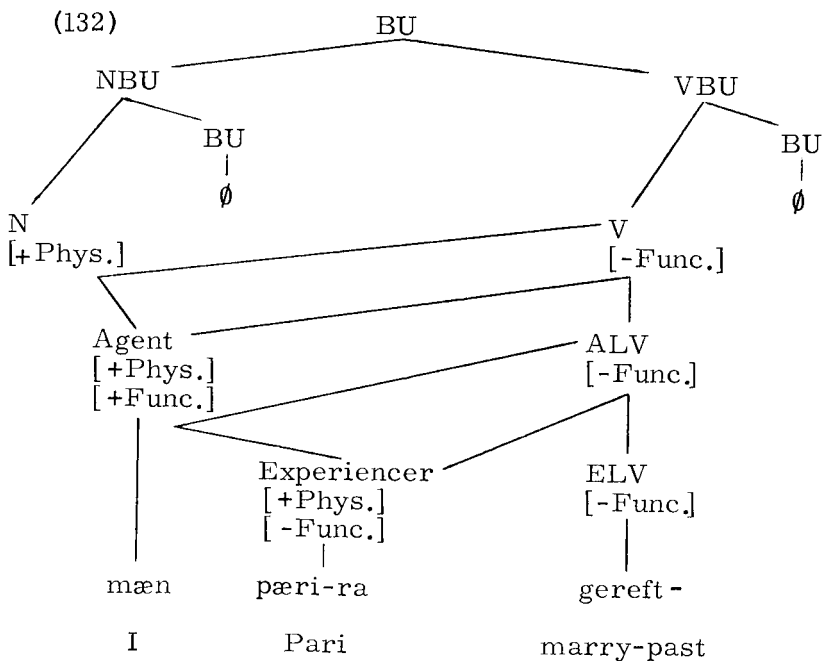 (132) BU
NBU VBU
BU BU
ø ø
N V
[+Phys.] [-Func.]
Agent ALV
[+Phys.] [-Func.]
[+Func.]
Experiencer ELV
[+Phys.] [-Func.]
[-Func.]
mæn pæri-ra gereft-
I Pari marry-past